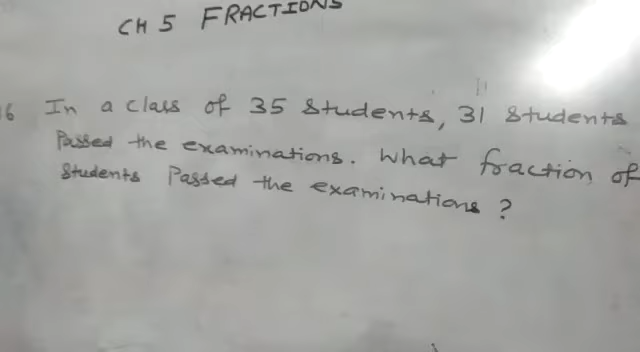 CH 5 FRACTIONS
16 In a class of 35 students, 31 students
Passed the examinations. What fraction of
Students Passed the examinations ?